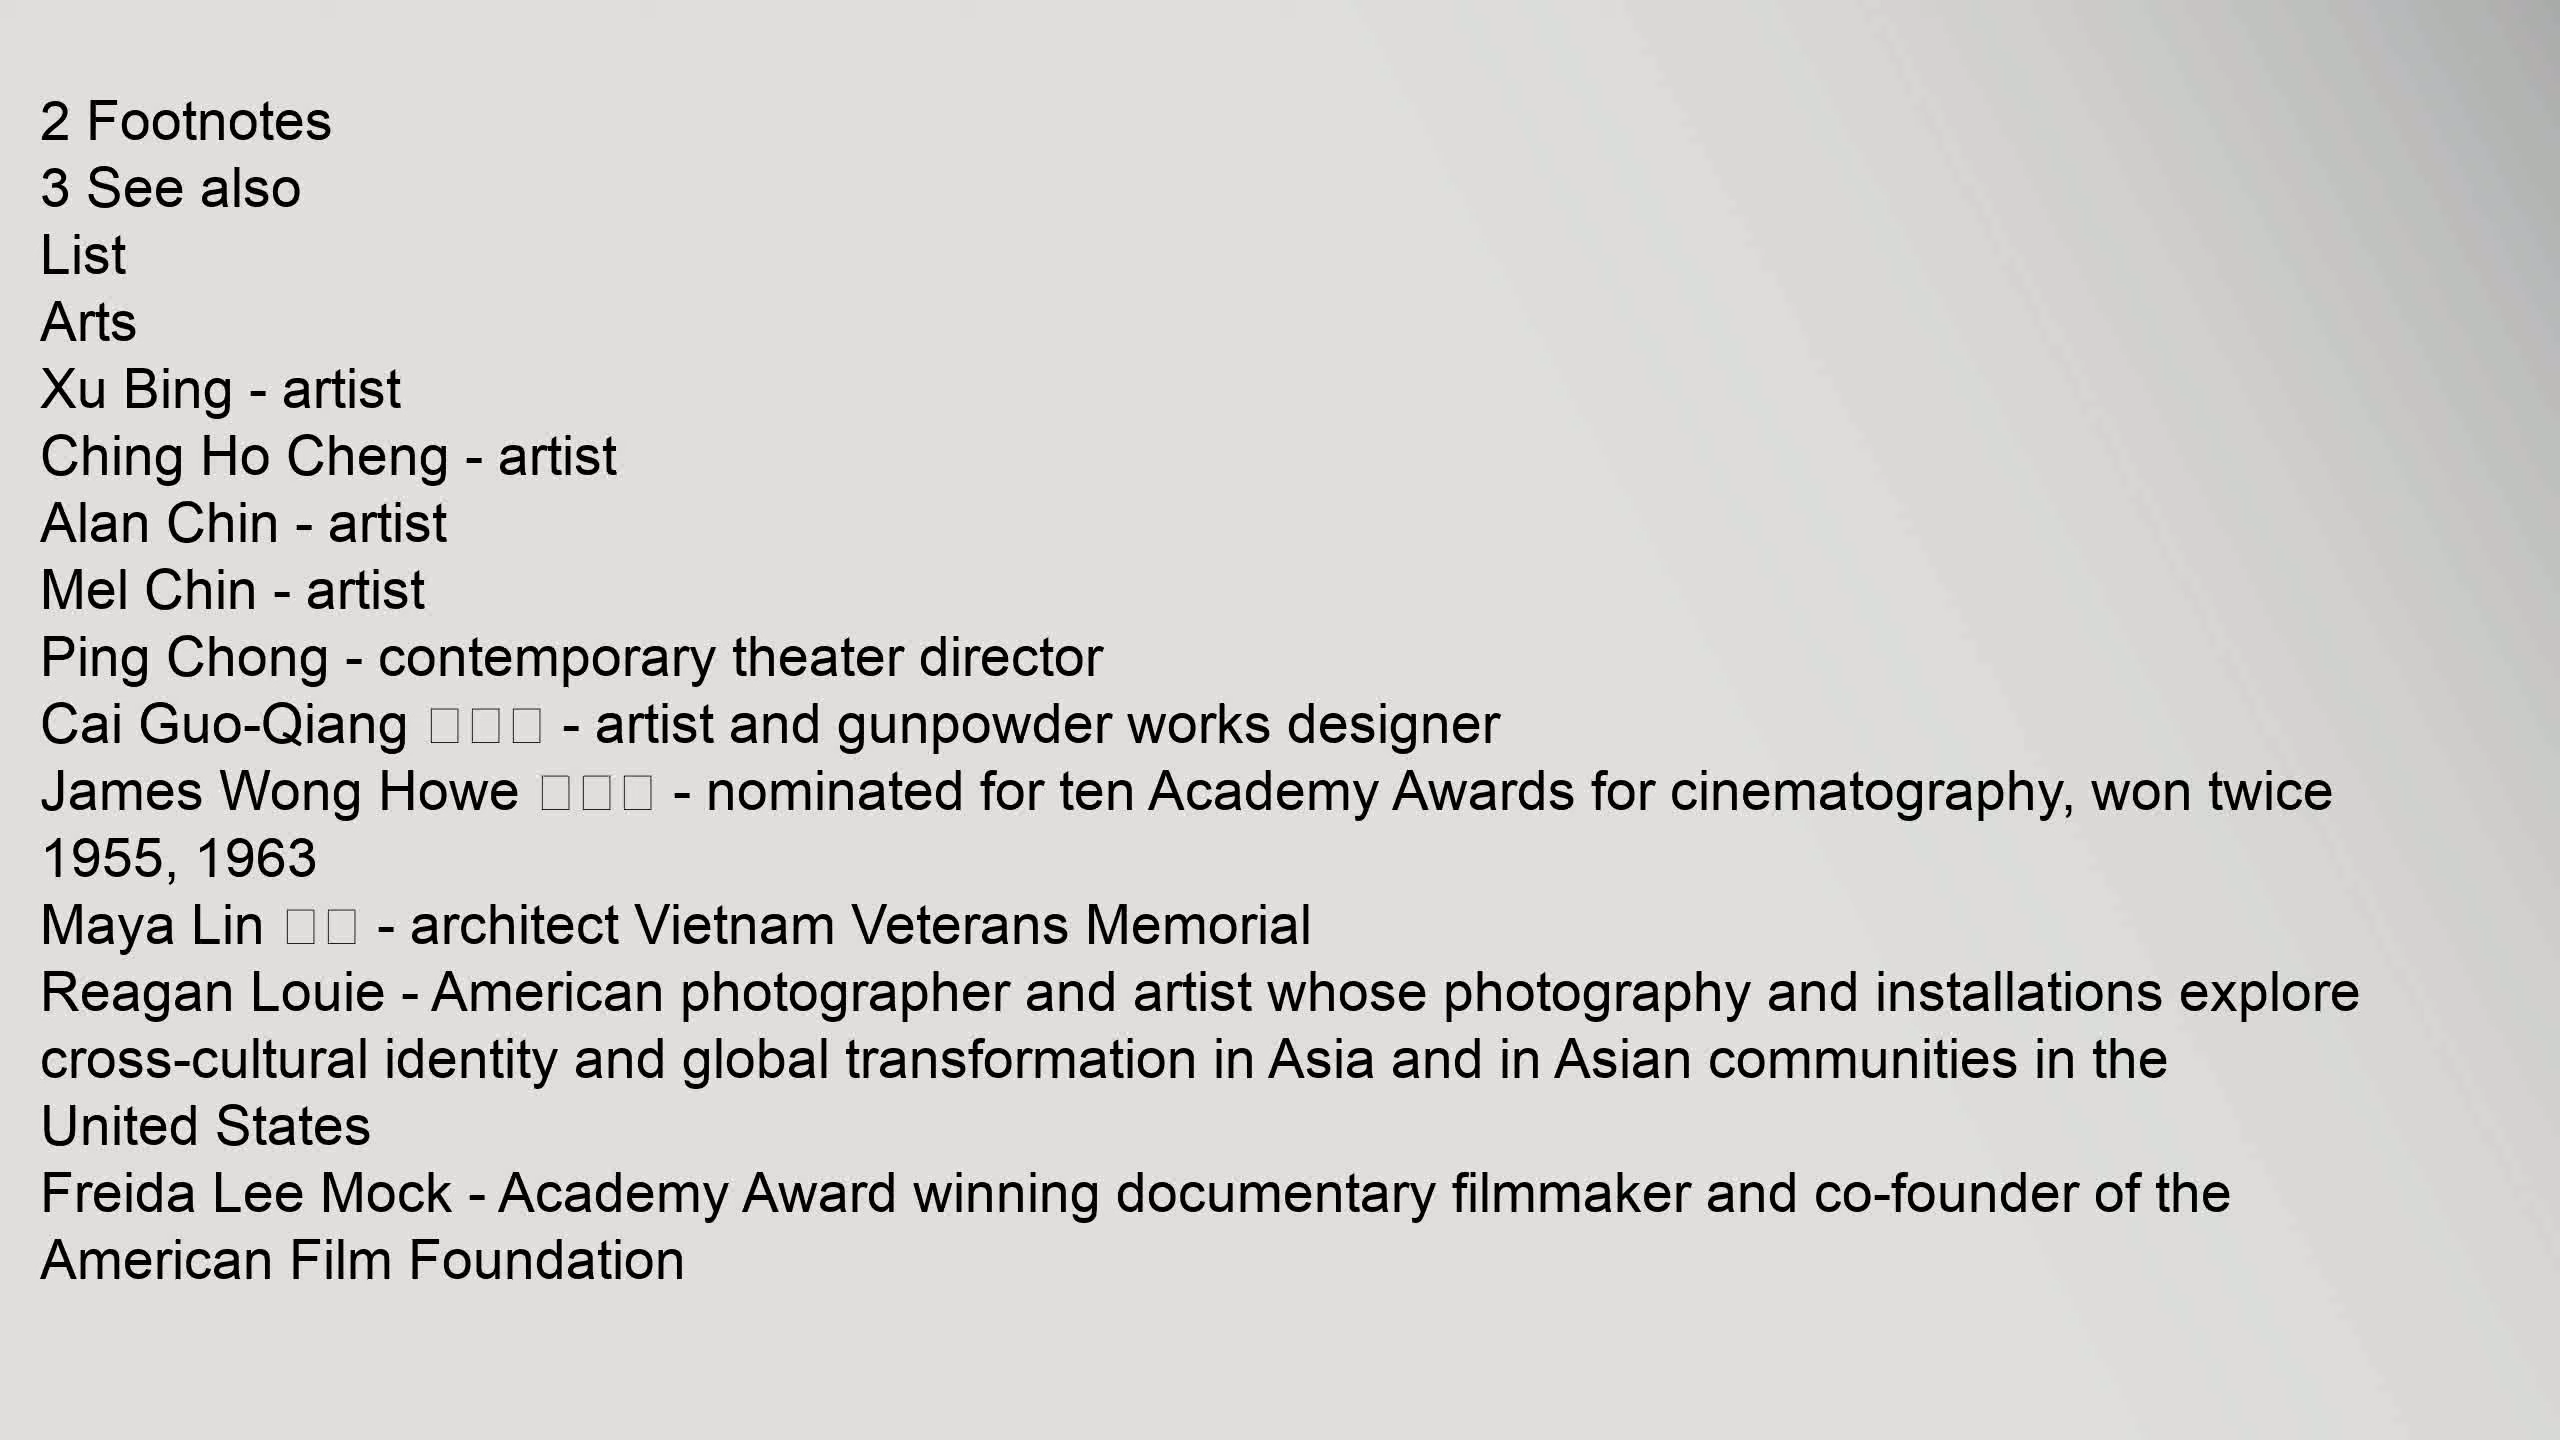 2 Footnotes
3 See also
List
Arts
Xu Bing - artist
Ching Ho Cheng - artist
Alan Chin - artist
Mel Chin - artist
Ping Chong - contemporary theater director
Cai Guo-Qiang □□□ - artist and gunpowder works designer
James Wong Howe □□□ - nominated for ten Academy Awards for cinematography, won twice
1955, 1963
Maya Lin □□ - architect Vietnam Veterans Memorial
Reagan Louie - American photographer and artist whose photography and installations explore
cross-cultural identity and global transformation in Asia and in Asian communities in the
United States
Freida Lee Mock - Academy Award winning documentary filmmaker and co-founder of the
American Film Foundation